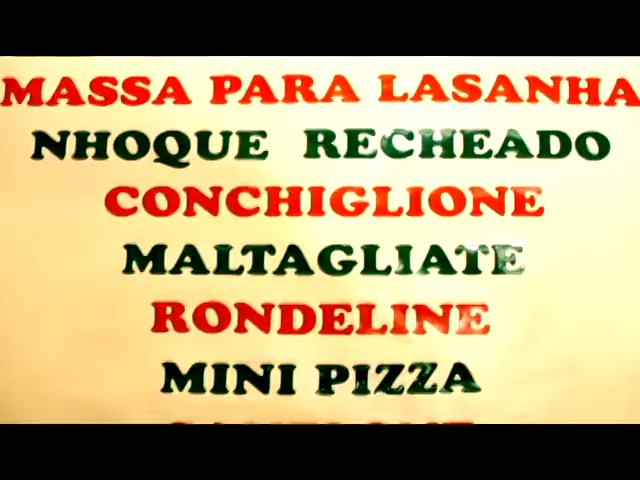 MASSA PARA LASANHA
NHOQUE RECHEADO
CONCHIGLIONE
MALTAGLIATE
RONDELINE
MINI PIZZA